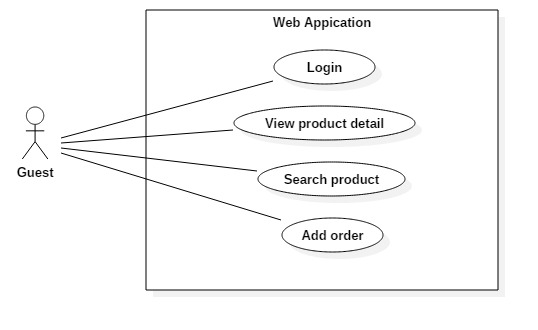 Web Appication
Login
View product detail
Guest
Search product
Add order